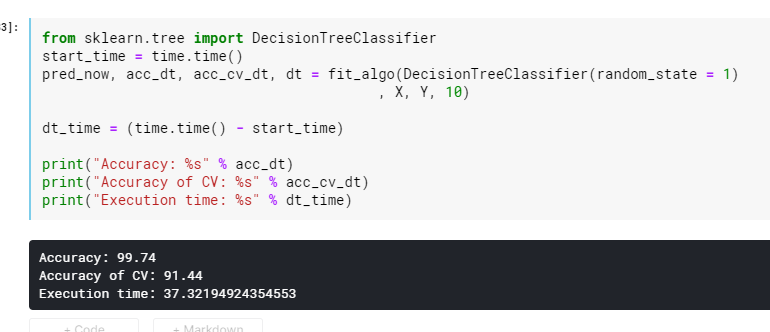 3]:
from sklearn.tree import DecisionTreeClassifier
start_time = time.time()
pred_now, acc_dt, acc_cv_dt, dt = fit_algo(DecisionTreeClassifier(random_state = 1)
, X, Y, 10)
dt_time = (time.time() - start_time)
print("Accuracy: %s" % acc_dt)
print("Accuracy of CV: %s" % acc_cv_dt)
print("Execution time: %s" % dt_time)
Accuracy: 99.74
Accuracy of CV: 91.44
Execution time: 37.32194924354553
+ Code
+ Markdown